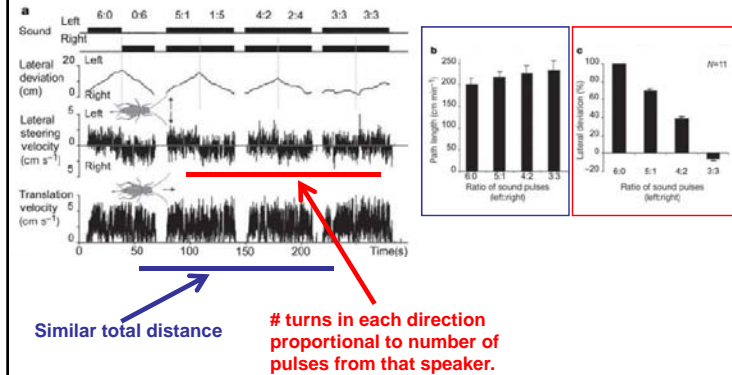 a
Left 6:0 0:6 5:1 1:5 4:2 2:4 3:3 3:3
Sound
Right
Lateral deviation (cm)
20
Left
0
Right
Lateral steering velocity (cm s⁻¹)
5
Left
0
5
Right
Translation velocity (cm s⁻¹)
5
0
0 50 100 150 200 Time(s)
b
Path length (cm min⁻¹)
250
200
150
100
50
0
6:0 5:1 4:2 3:3
Ratio of sound pulses
(left:right)
c
N=11
Lateral deviation (%)
100
80
60
40
20
0
−20
6:0 5:1 4:2 3:3
Ratio of sound pulses
(left:right)
Similar total distance
# turns in each direction
proportional to number of
pulses from that speaker.